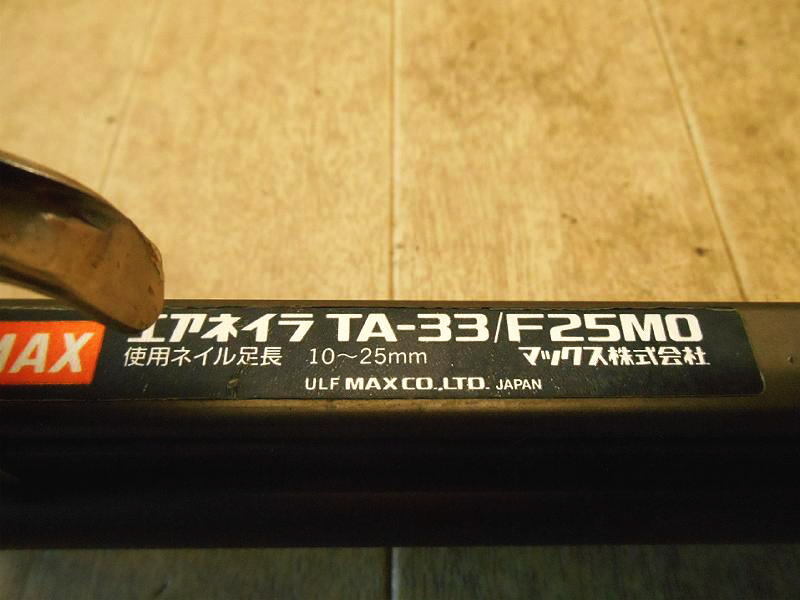 MAX
エアネイラ TA-33/F25MO
使用ネイル足長 10～25mm マックス株式会社
ULF MAX CO.,LTD. JAPAN